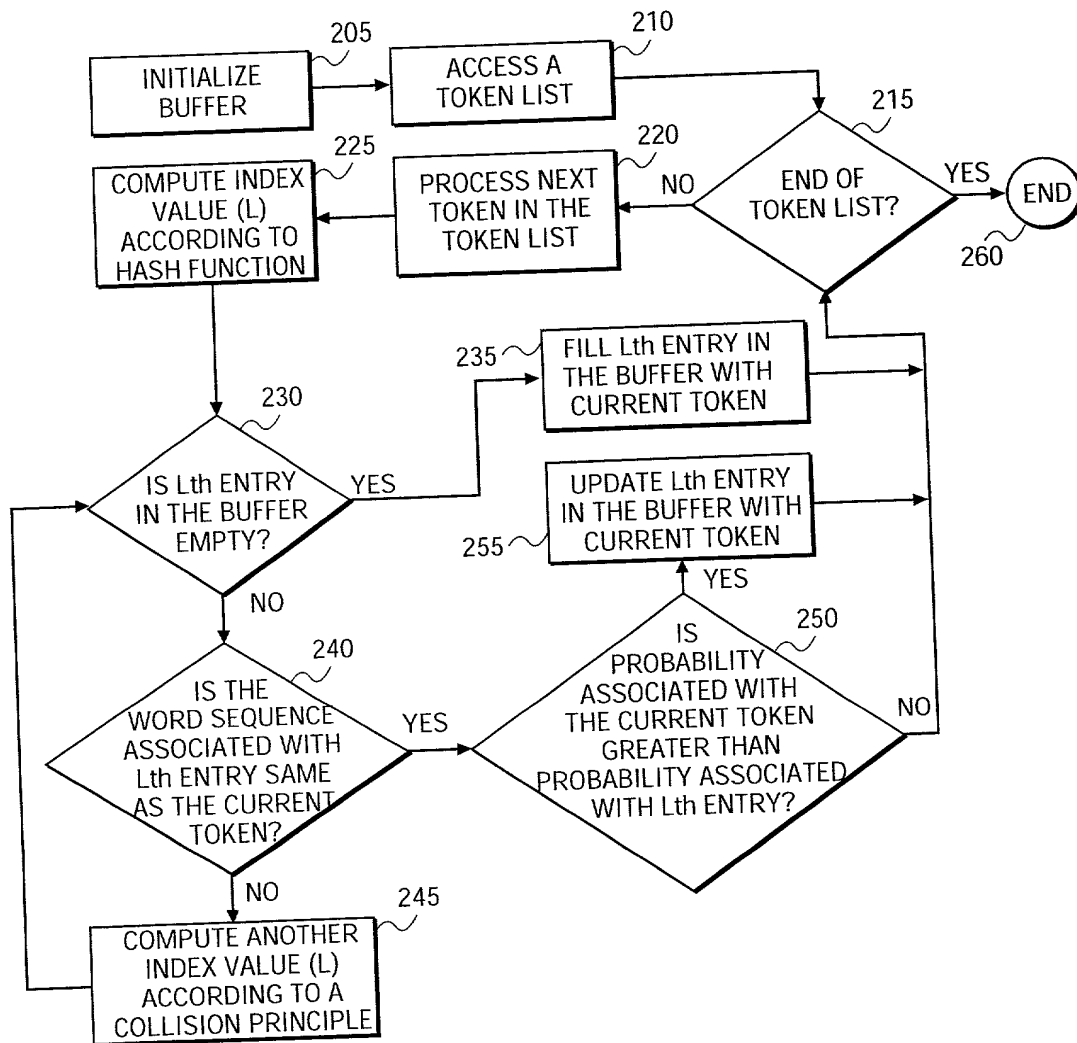 205
INITIALIZE
BUFFER
210
ACCESS A
TOKEN LIST
215
END OF
TOKEN LIST?
YES
END
260
NO
220
PROCESS NEXT
TOKEN IN THE
TOKEN LIST
225
COMPUTE INDEX
VALUE (L)
ACCORDING TO
HASH FUNCTION
230
IS Lth ENTRY
IN THE BUFFER
EMPTY?
YES
235
FILL Lth ENTRY IN
THE BUFFER WITH
CURRENT TOKEN
NO
240
IS THE
WORD SEQUENCE
ASSOCIATED WITH
Lth ENTRY SAME
AS THE CURRENT
TOKEN?
YES
250
IS
PROBABILITY
ASSOCIATED WITH
THE CURRENT TOKEN
GREATER THAN
PROBABILITY ASSOCIATED
WITH Lth ENTRY?
NO
YES
255
UPDATE Lth ENTRY
IN THE BUFFER WITH
CURRENT TOKEN
NO
245
COMPUTE ANOTHER
INDEX VALUE (L)
ACCORDING TO A
COLLISION PRINCIPLE